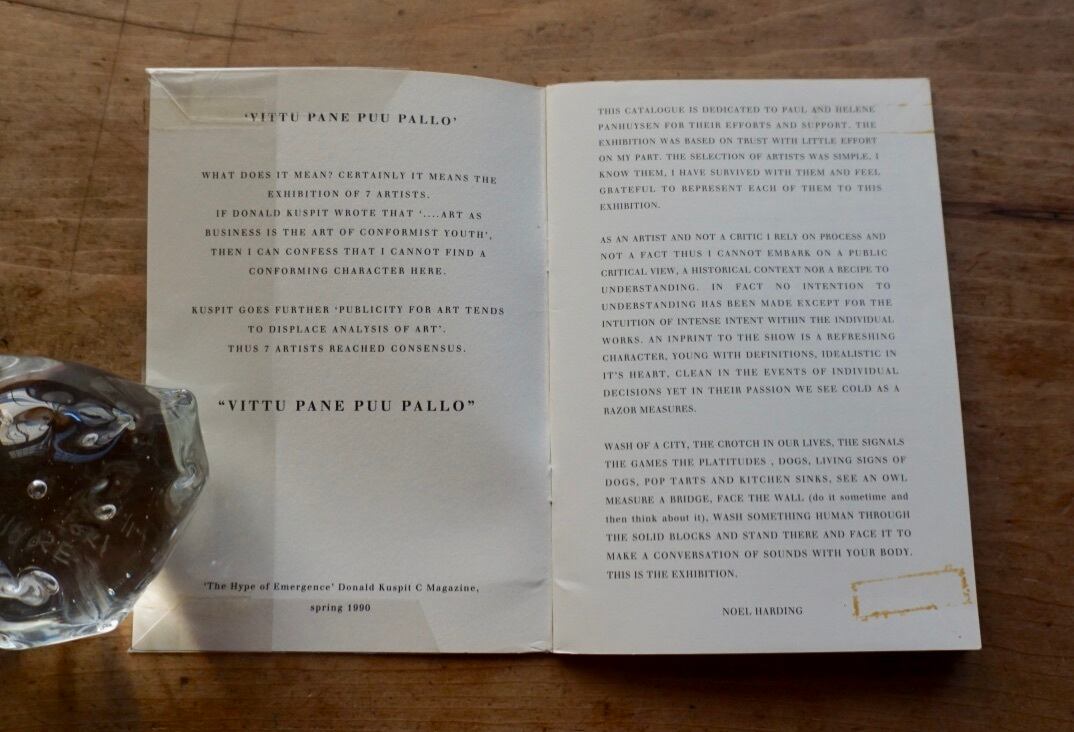 'VITTU PANE PUU PALLO'
WHAT DOES IT MEAN? CERTAINLY IT MEANS THE
EXHIBITION OF 7 ARTISTS.
IF DONALD KUSPIT WROTE THAT '....ART AS
BUSINESS IS THE ART OF CONFORMIST YOUTH',
THEN I CAN CONFESS THAT I CANNOT FIND A
CONFORMING CHARACTER HERE.
KUSPIT GOES FURTHER 'PUBLICITY FOR ART TENDS
TO DISPLACE ANALYSIS OF ART'.
THUS 7 ARTISTS REACHED CONSENSUS.
"VITTU PANE PUU PALLO"
'The Hype of Emergence' Donald Kuspit C Magazine,
spring 1990
THIS CATALOGUE IS DEDICATED TO PAUL AND HELENE
PANHUYSEN FOR THEIR EFFORTS AND SUPPORT. THE
EXHIBITION WAS BASED ON TRUST WITH LITTLE EFFORT
ON MY PART. THE SELECTION OF ARTISTS WAS SIMPLE, I
KNOW THEM, I HAVE SURVIVED WITH THEM AND FEEL
GRATEFUL TO REPRESENT EACH OF THEM TO THIS
EXHIBITION.
AS AN ARTIST AND NOT A CRITIC I RELY ON PROCESS AND
NOT A FACT THUS I CANNOT EMBARK ON A PUBLIC
CRITICAL VIEW, A HISTORICAL CONTEXT NOR A RECIPE TO
UNDERSTANDING. IN FACT NO INTENTION TO
UNDERSTANDING HAS BEEN MADE EXCEPT FOR THE
INTUITION OF INTENSE INTENT WITHIN THE INDIVIDUAL
WORKS. AN INPRINT TO THE SHOW IS A REFRESHING
CHARACTER, YOUNG WITH DEFINITIONS, IDEALISTIC IN
IT'S HEART, CLEAN IN THE EVENTS OF INDIVIDUAL
DECISIONS YET IN THEIR PASSION WE SEE COLD AS A
RAZOR MEASURES.
WASH OF A CITY, THE CROTCH IN OUR LIVES, THE SIGNALS
THE GAMES THE PLATITUDES , DOGS, LIVING SIGNS OF
DOGS, POP TARTS AND KITCHEN SINKS, SEE AN OWL
MEASURE A BRIDGE, FACE THE WALL (do it sometime and
then think about it), WASH SOMETHING HUMAN THROUGH
THE SOLID BLOCKS AND STAND THERE AND FACE IT TO
MAKE A CONVERSATION OF SOUNDS WITH YOUR BODY.
THIS IS THE EXHIBITION.
NOEL HARDING